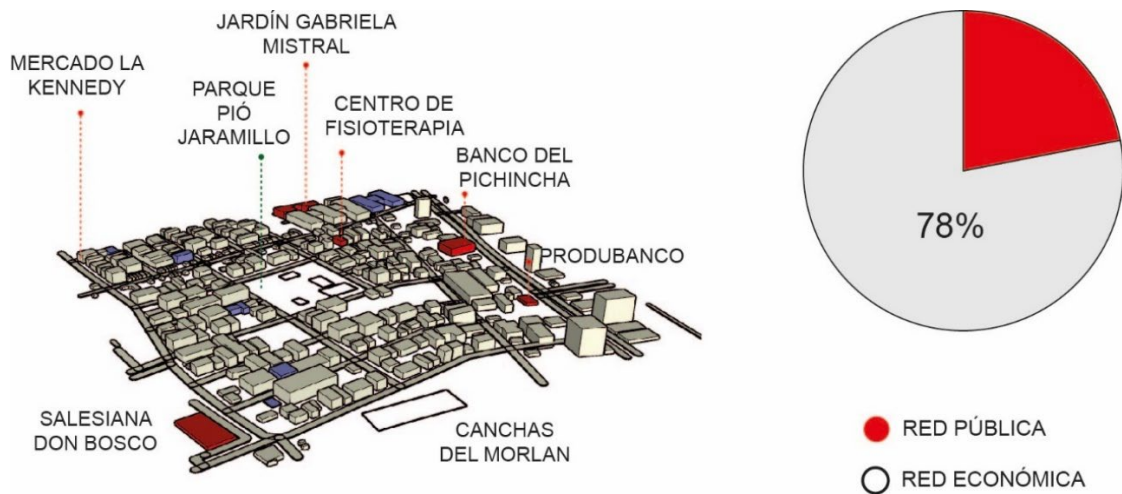 JARDÍN GABRIELA
MISTRAL
MERCADO LA
KENNEDY
PARQUE
PIÓ
JARAMILLO
CENTRO DE
FISIOTERAPIA
BANCO DEL
PICHINCHA
PRODUBANCO
SALESIANA
DON BOSCO
CANCHAS
DEL MORLAN
78%
RED PÚBLICA
RED ECONÓMICA